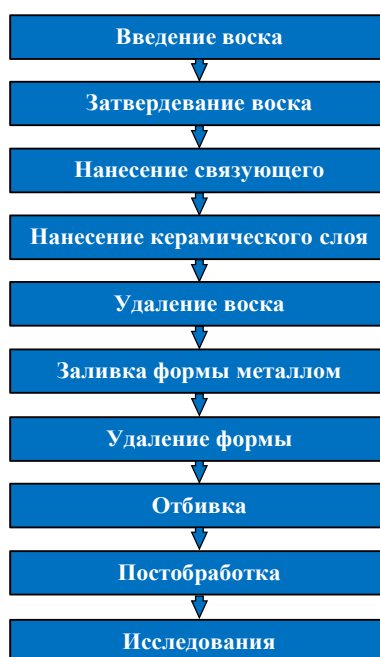 Введение воска
Затвердевание воска
Нанесение связующего
Нанесение керамического слоя
Удаление воска
Заливка формы металлом
Удаление формы
Отбивка
Постобработка
Исследования